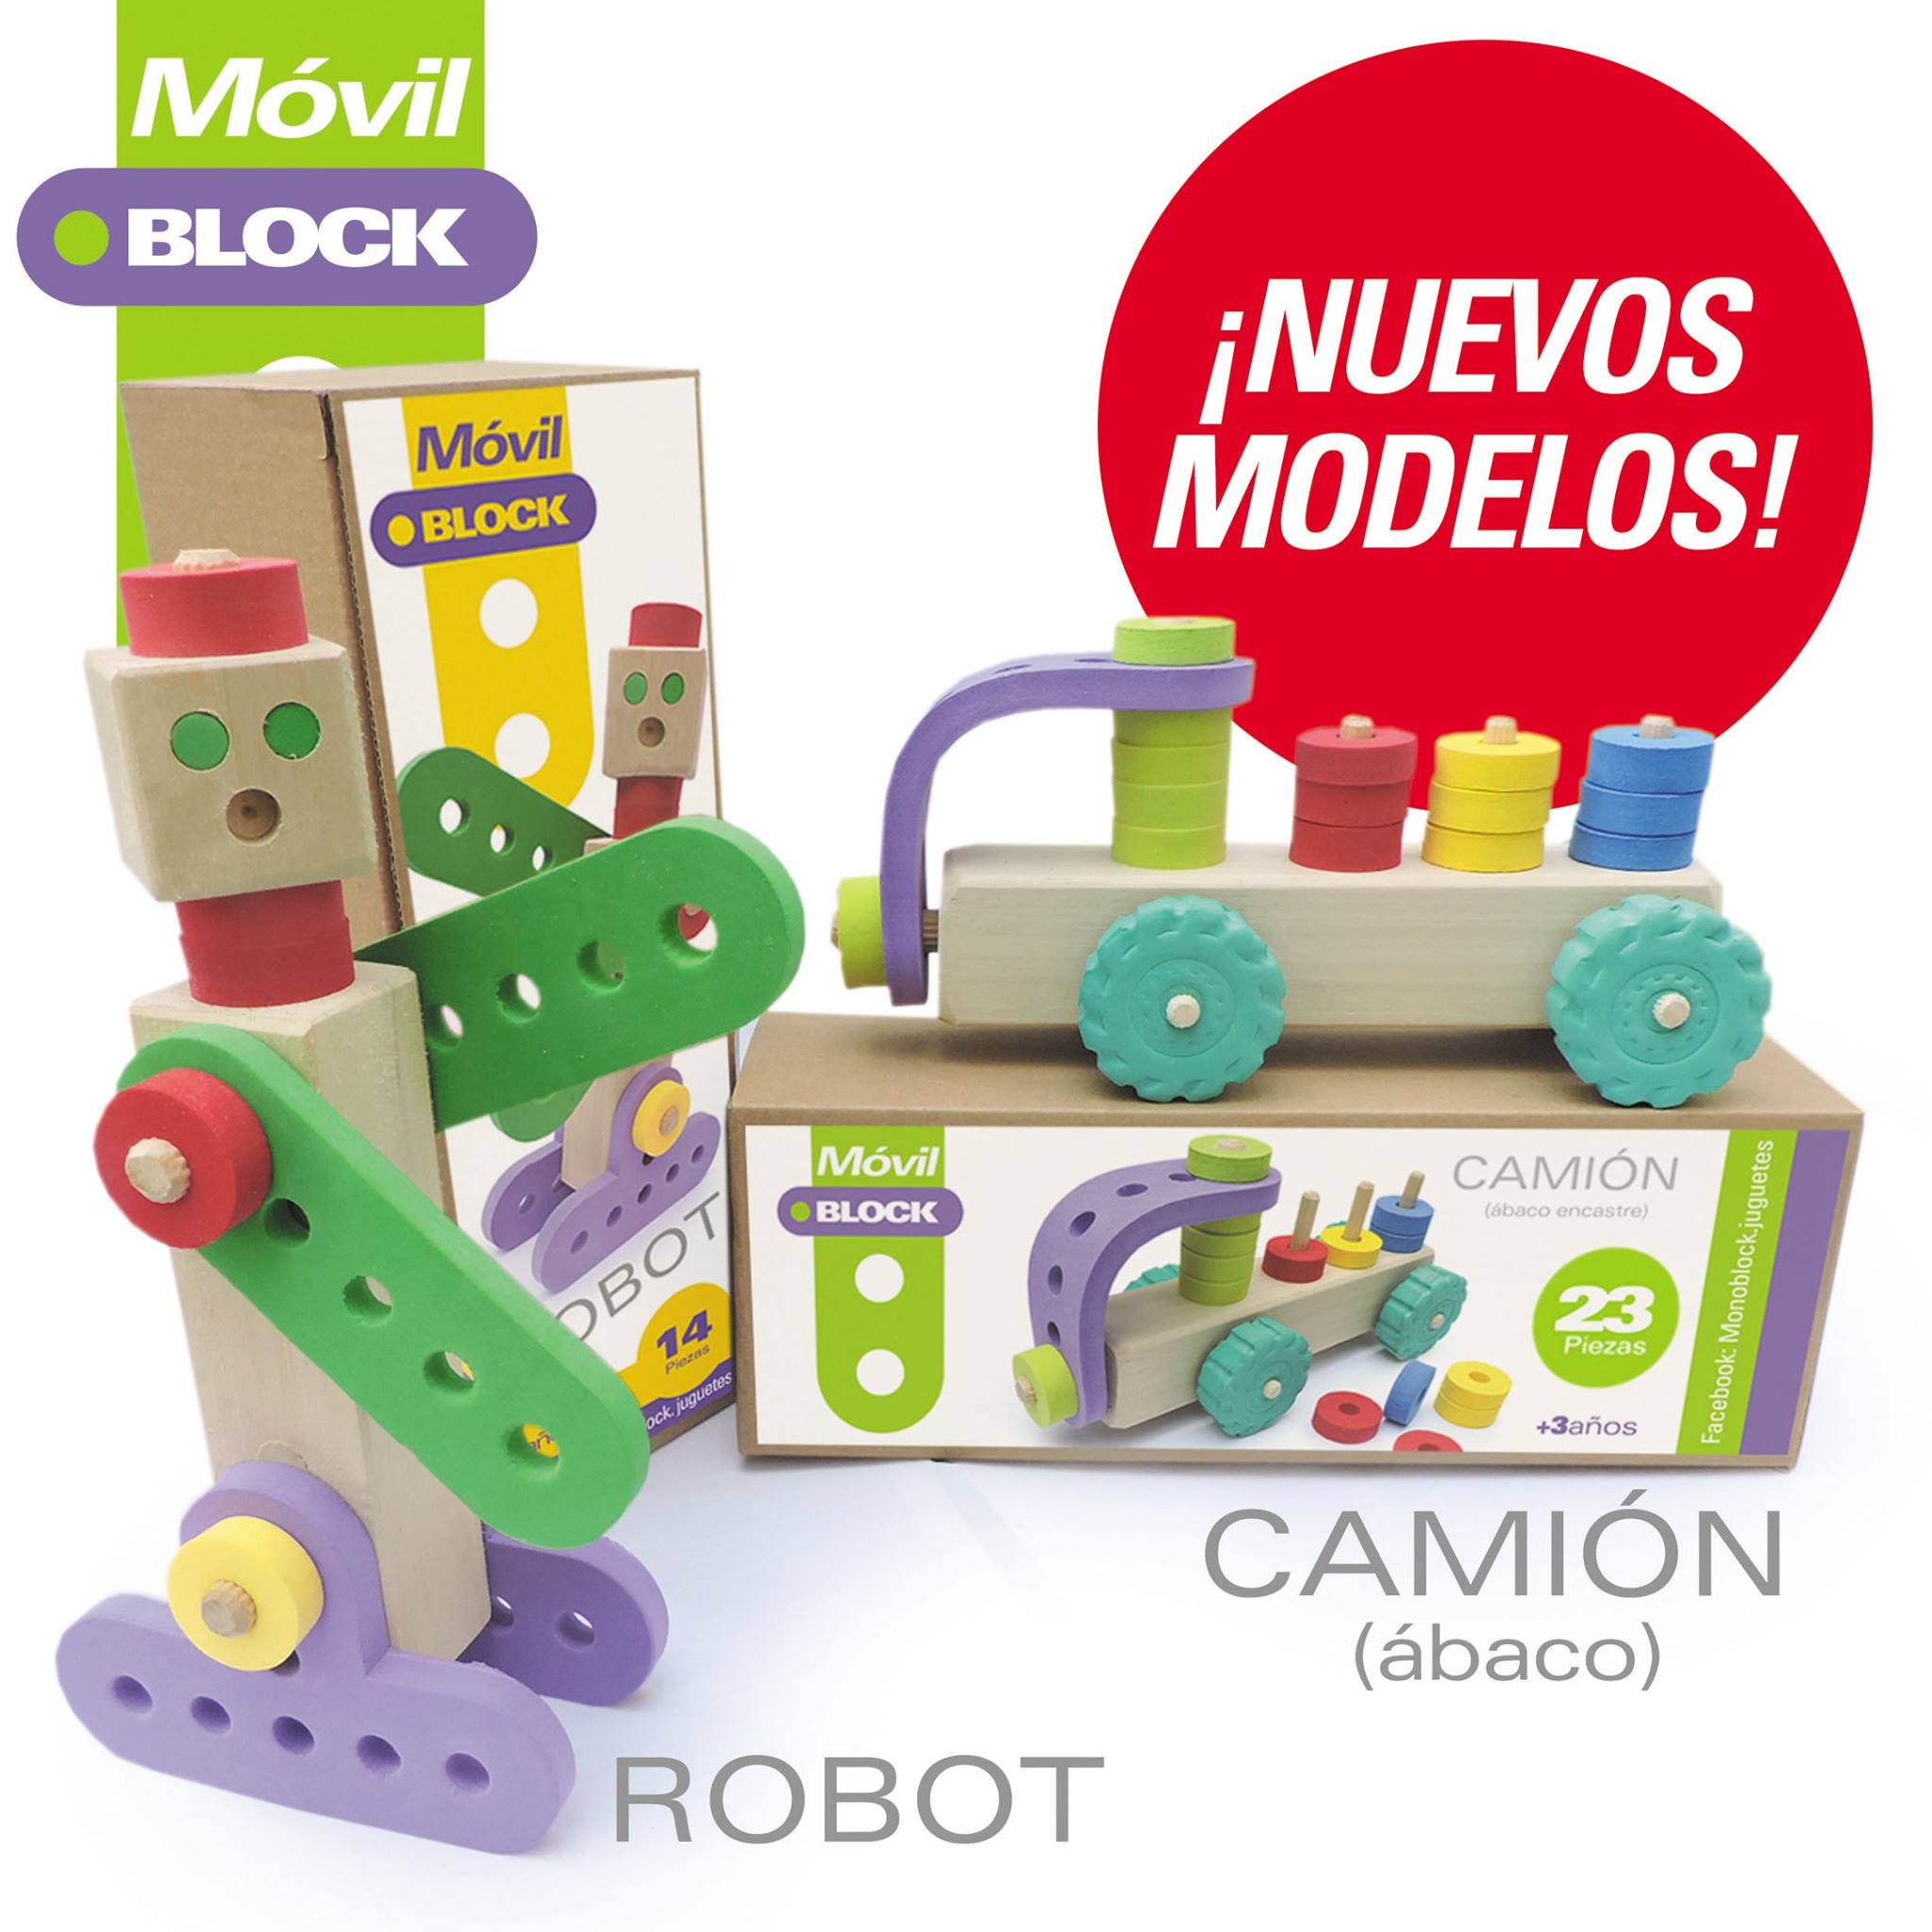 Móvil
BLOCK
¡NUEVOS
MODELOS!
Móvil
BLOCK
OBOT
14
Piezas
ock.juguetes
Móvil
BLOCK
CAMIÓN
(ábaco encastre)
23
Piezas
+3años
Facebook: Monoblock.juguetes
CAMIÓN
(ábaco)
ROBOT